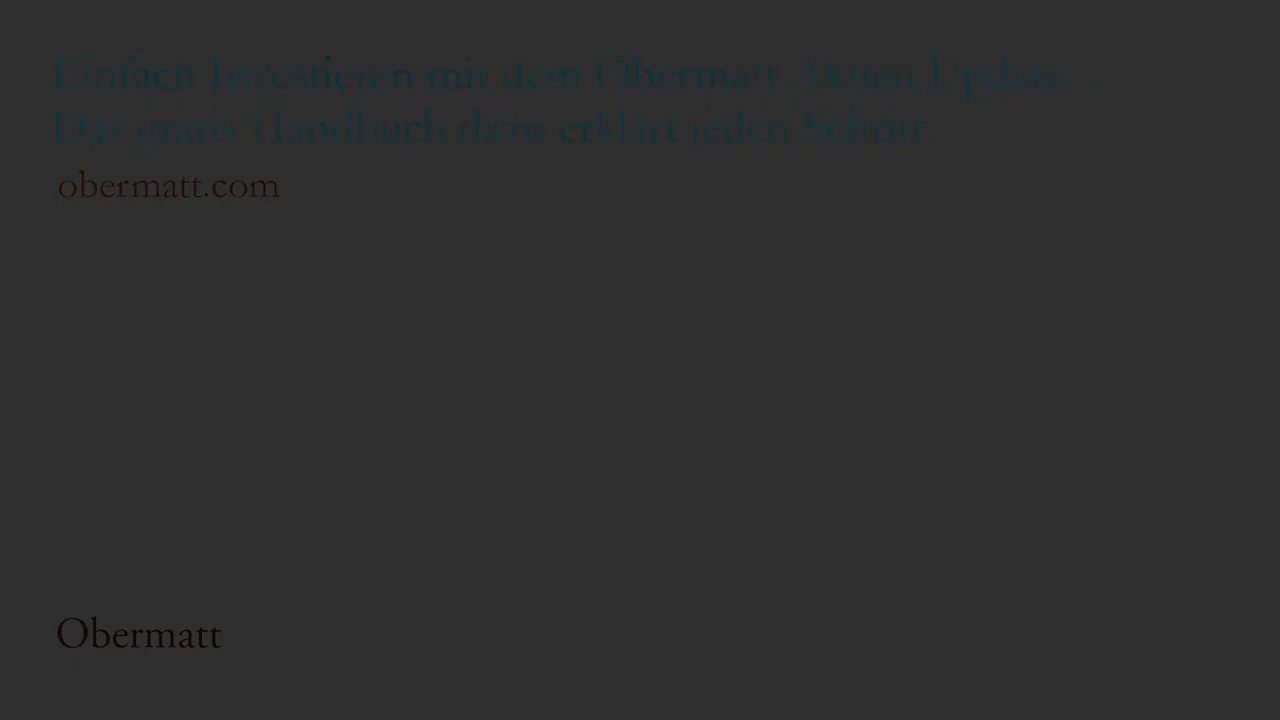 Einfach Investieren mit dem Obermatt Aktien Update.
Das gratis Handbuch dazu erklärt jeden Schritt.
obermatt.com
Obermatt